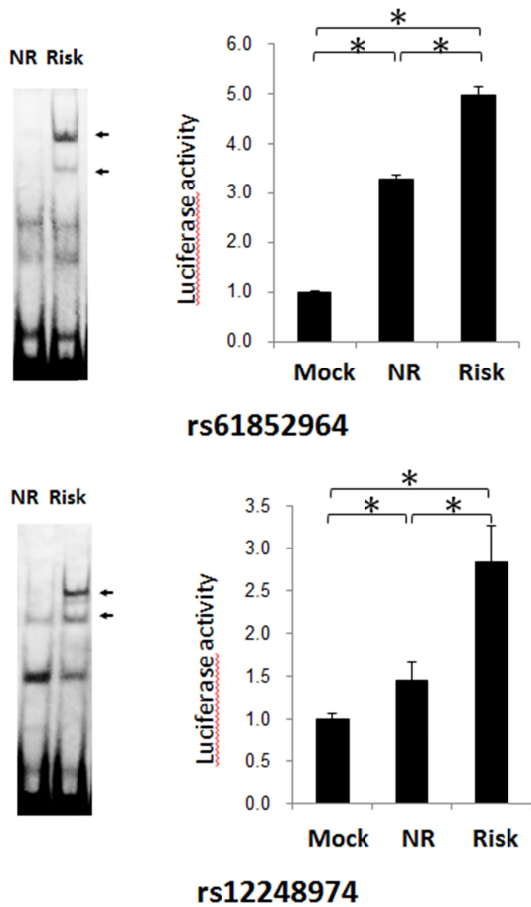 NR Risk
Luciferase activity
6.0
5.0
4.0
3.0
2.0
1.0
0.0
*
* *
Mock NR Risk
rs61852964
NR Risk
Luciferase activity
3.5
3.0
2.5
2.0
1.5
1.0
0.5
0.0
*
* *
Mock NR Risk
rs12248974